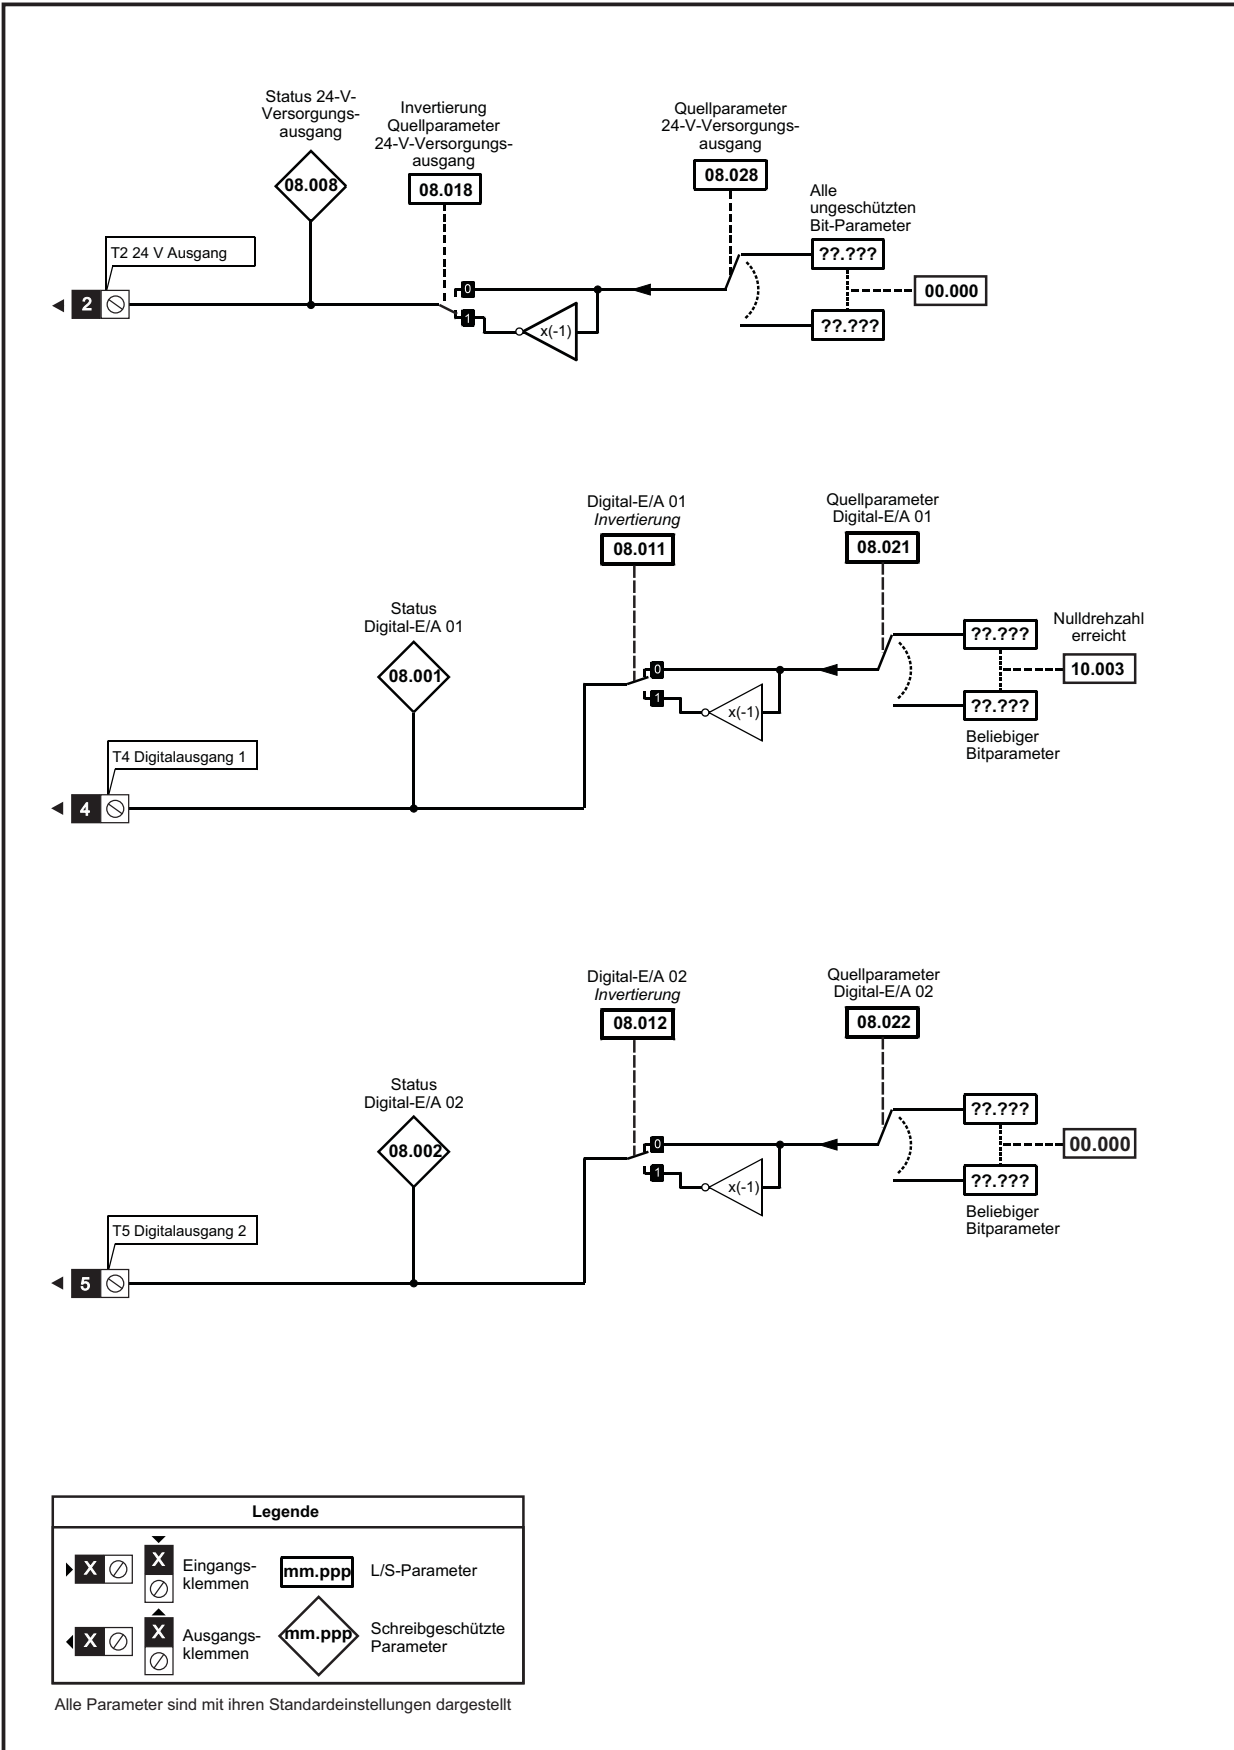 Status 24-V-
Versorgungs-
ausgang
Invertierung
Quellparameter
24-V-Versorgungs-
ausgang
Quellparameter
24-V-Versorgungs-
ausgang
08.008
08.018
08.028
Alle
ungeschützten
Bit-Parameter
??.???
T2 24 V Ausgang
2
0
1
x(-1)
00.000
??.???
Digital-E/A 01
Invertierung
08.011
Quellparameter
Digital-E/A 01
08.021
Status
Digital-E/A 01
08.001
0
1
x(-1)
??.???
Nulldrehzahl
erreicht
10.003
??.???
Beliebiger
Bitparameter
T4 Digitalausgang 1
4
Digital-E/A 02
Invertierung
08.012
Quellparameter
Digital-E/A 02
08.022
Status
Digital-E/A 02
08.002
0
1
x(-1)
??.???
00.000
??.???
Beliebiger
Bitparameter
T5 Digitalausgang 2
5
Legende
X
X
Eingangs-
klemmen
mm.ppp
L/S-Parameter
X
X
Ausgangs-
klemmen
mm.ppp
Schreibgeschützte
Parameter
Alle Parameter sind mit ihren Standardeinstellungen dargestellt